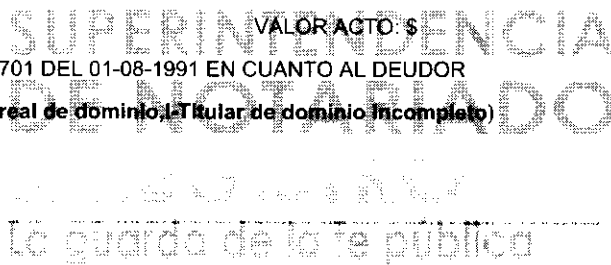 SUPERINTENDENCIA
VALOR ACTO: $
701 DEL 01-08-1991 EN CUANTO AL DEUDOR
DE NOTARIADO
real de dominio,I-Titular de dominio incompleto)
La guarda de la fe pública